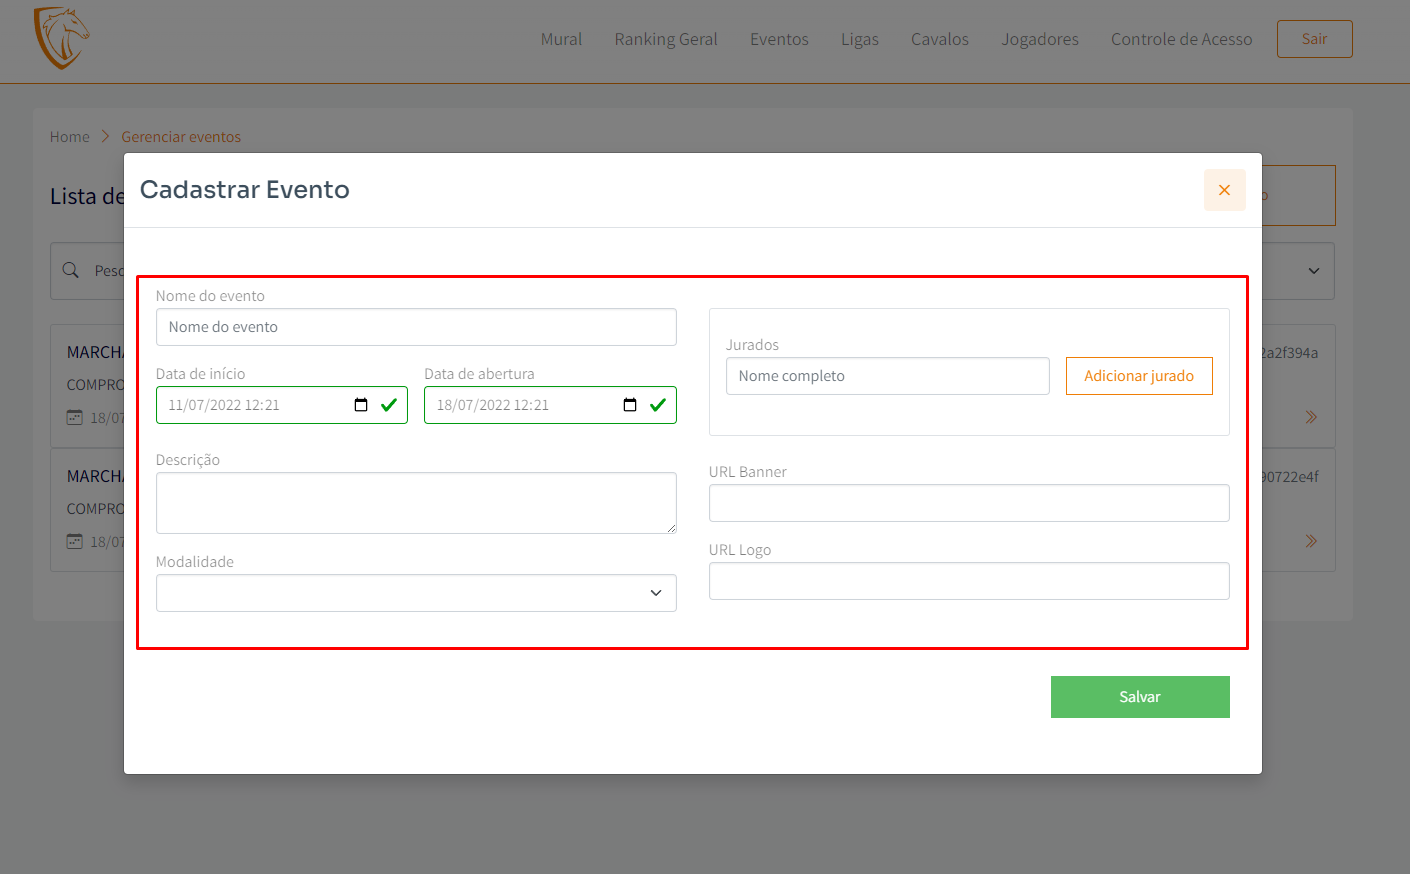 Mural Ranking Geral Eventos Ligas Cavalos Jogadores Controle de Acesso Sair
Home Gerenciar eventos
Lista de
Cadastrar Evento
Nome do evento
Nome do evento
Data de início Data de abertura
11/07/2022 12:21 18/07/2022 12:21
Descrição
Modalidade
Jurados
Nome completo Adicionar jurado
URL Banner
URL Logo
Salvar
Pesc
MARCHA
2a2f394a
COMPRO
18/07
MARCHA
90722e4f
COMPRO
18/07